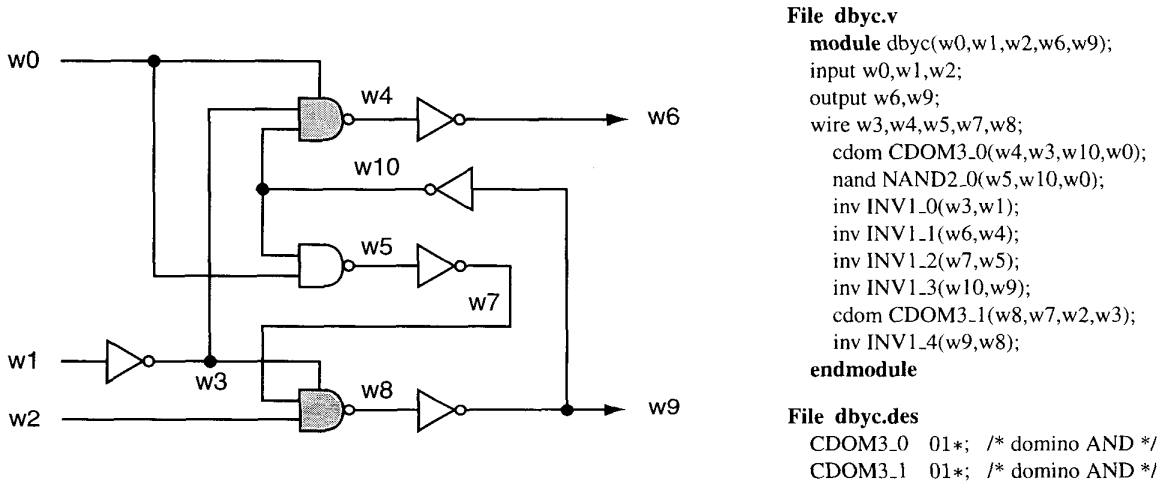 w0
w4
w6
w10
w5
w7
w1
w3
w8
w2
w9
File dbyc.v
module dbyc(w0,w1,w2,w6,w9);
input w0,w1,w2;
output w6,w9;
wire w3,w4,w5,w7,w8;
cdom CDOM3_0(w4,w3,w10,w0);
nand NAND2_0(w5,w10,w0);
inv INV1_0(w3,w1);
inv INV1_1(w6,w4);
inv INV1_2(w7,w5);
inv INV1_3(w10,w9);
cdom CDOM3_1(w8,w7,w2,w3);
inv INV1_4(w9,w8);
endmodule
File dbyc.des
CDOM3_0 01*; /* domino AND */
CDOM3_1 01*; /* domino AND */